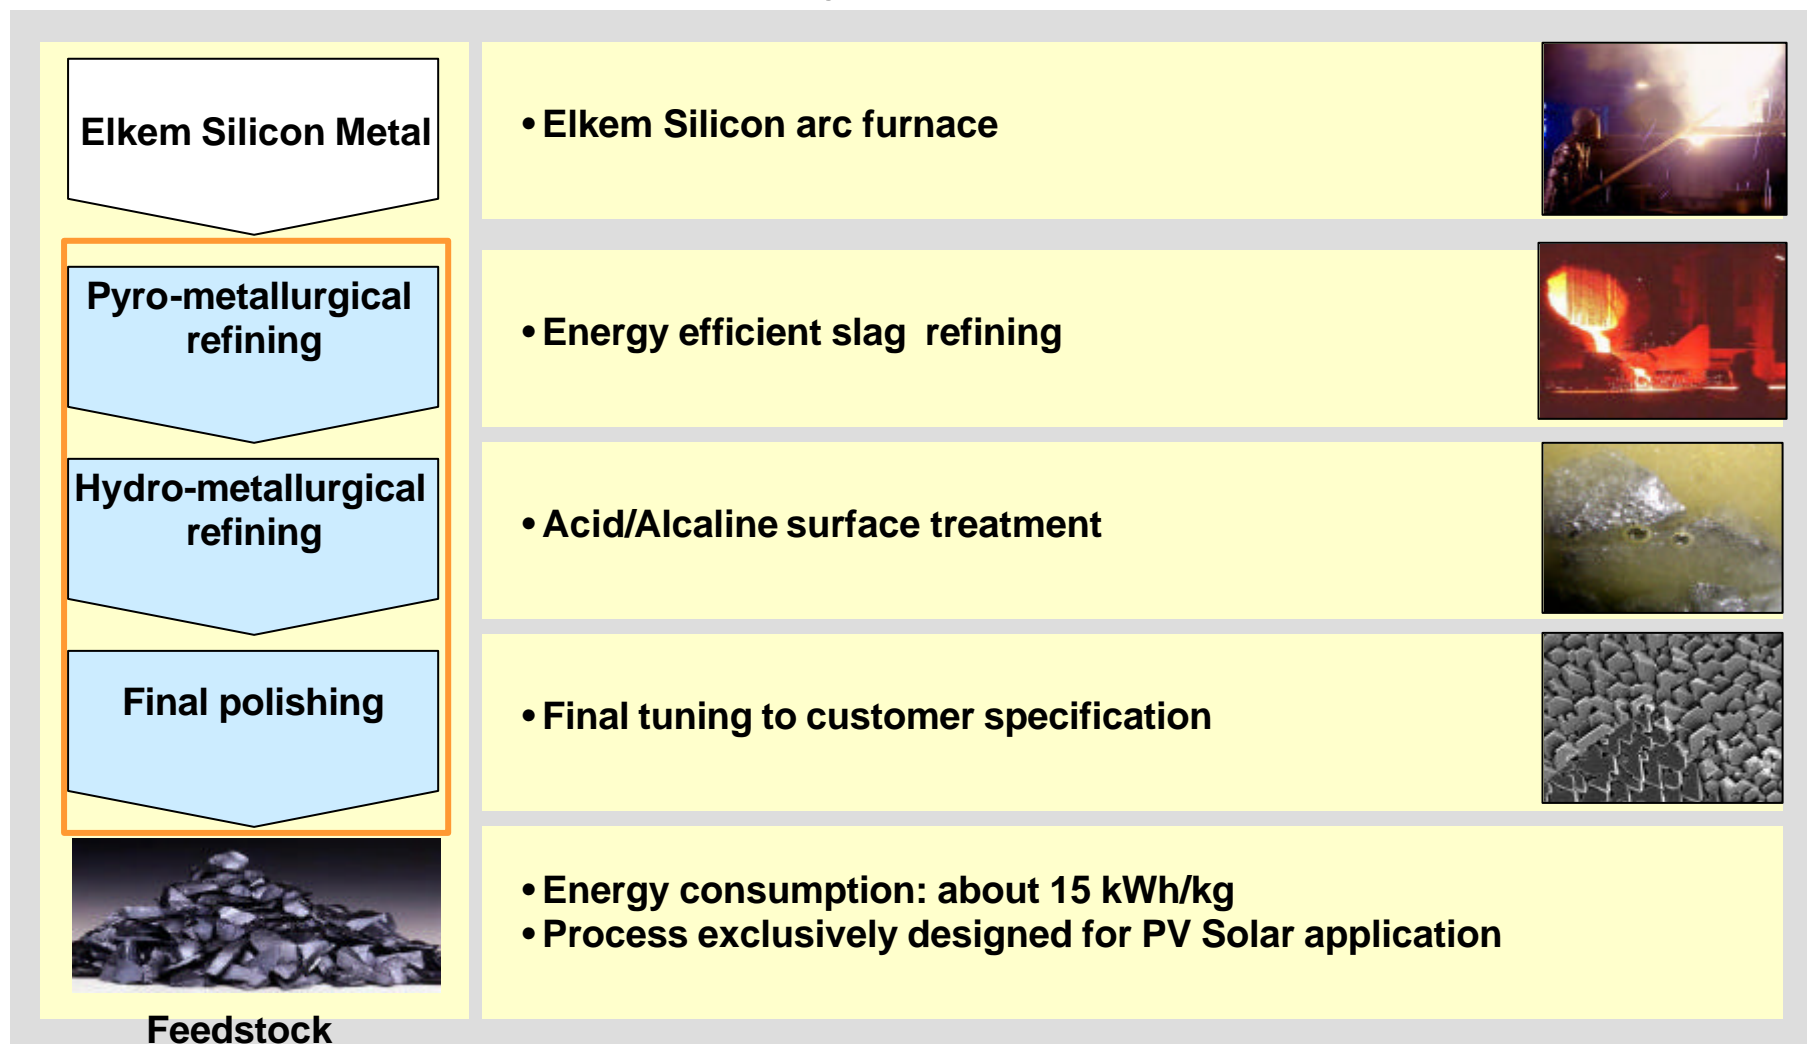 Elkem Silicon Metal
• Elkem Silicon arc furnace
Pyro-metallurgical
refining
• Energy efficient slag refining
Hydro-metallurgical
refining
• Acid/Alcaline surface treatment
Final polishing
• Final tuning to customer specification
• Energy consumption: about 15 kWh/kg
• Process exclusively designed for PV Solar application
Feedstock